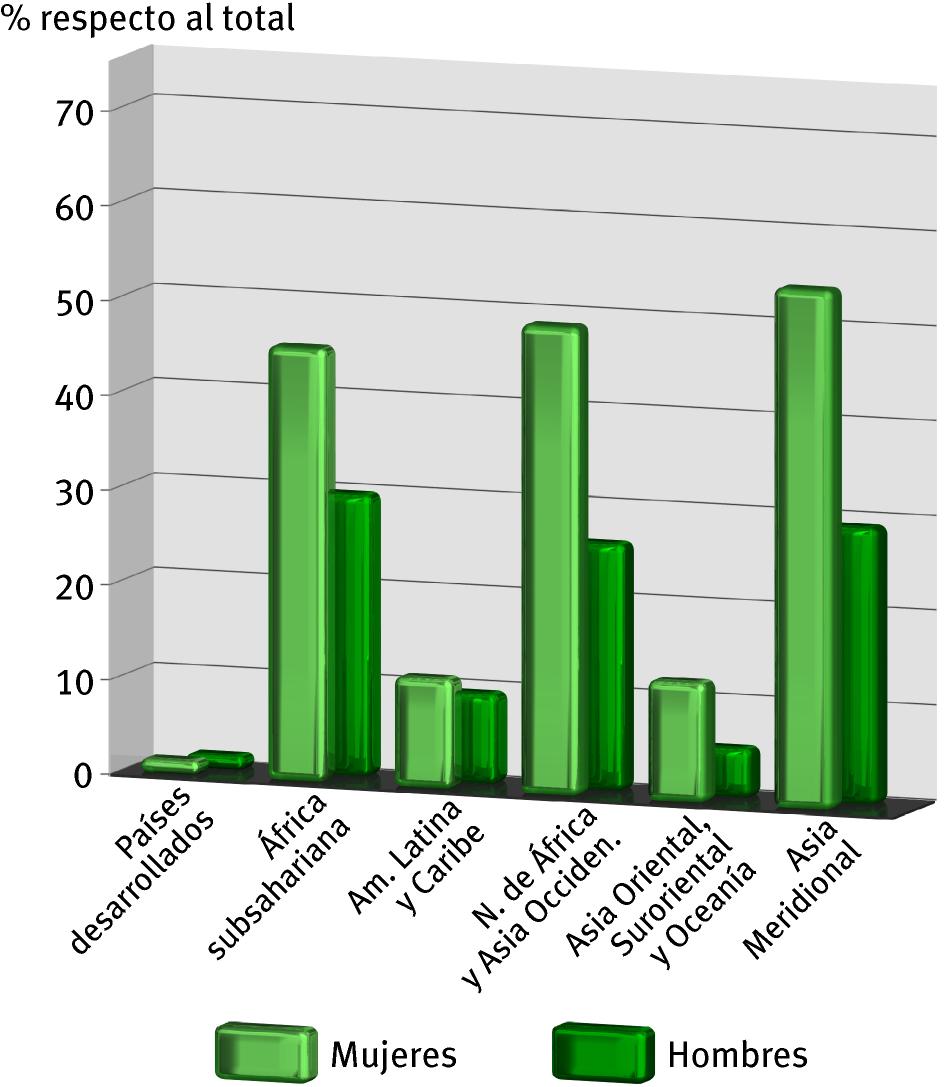 % respecto al total
70
60
50
40
30
20
10
0
Países
desarrollados
África
subsahariana
Am. Latina
y Caribe
N. de África
y Asia Occiden.
Asia Oriental,
Suroriental
y Oceanía
Asia
Meridional
Mujeres
Hombres